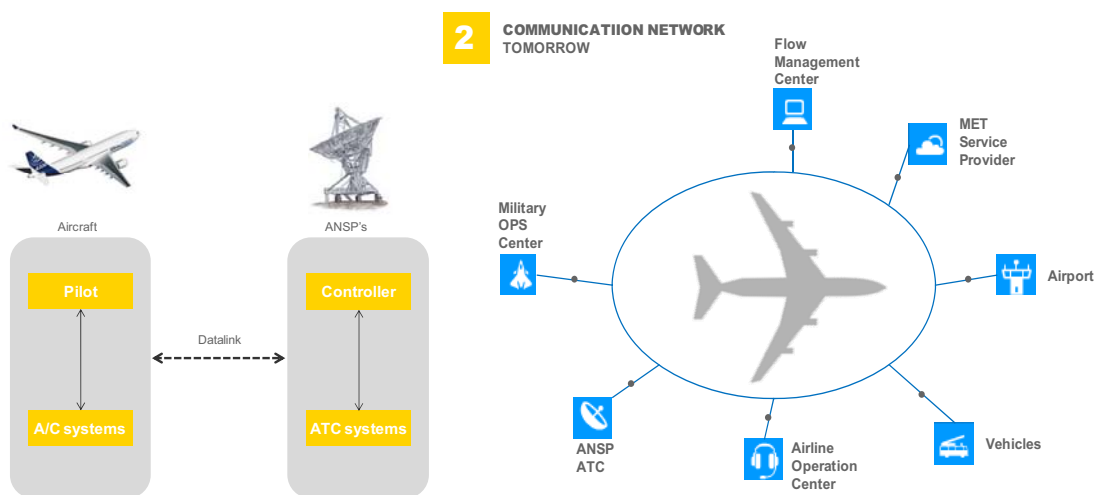 2
COMMUNICATIION NETWORK
TOMORROW
Flow
Management
Center
MET
Service
Provider
Military
OPS
Center
Airport
ANSP
ATC
Airline
Operation
Center
Vehicles
Aircraft
ANSP's
Pilot
Controller
Datalink
A/C systems
ATC systems